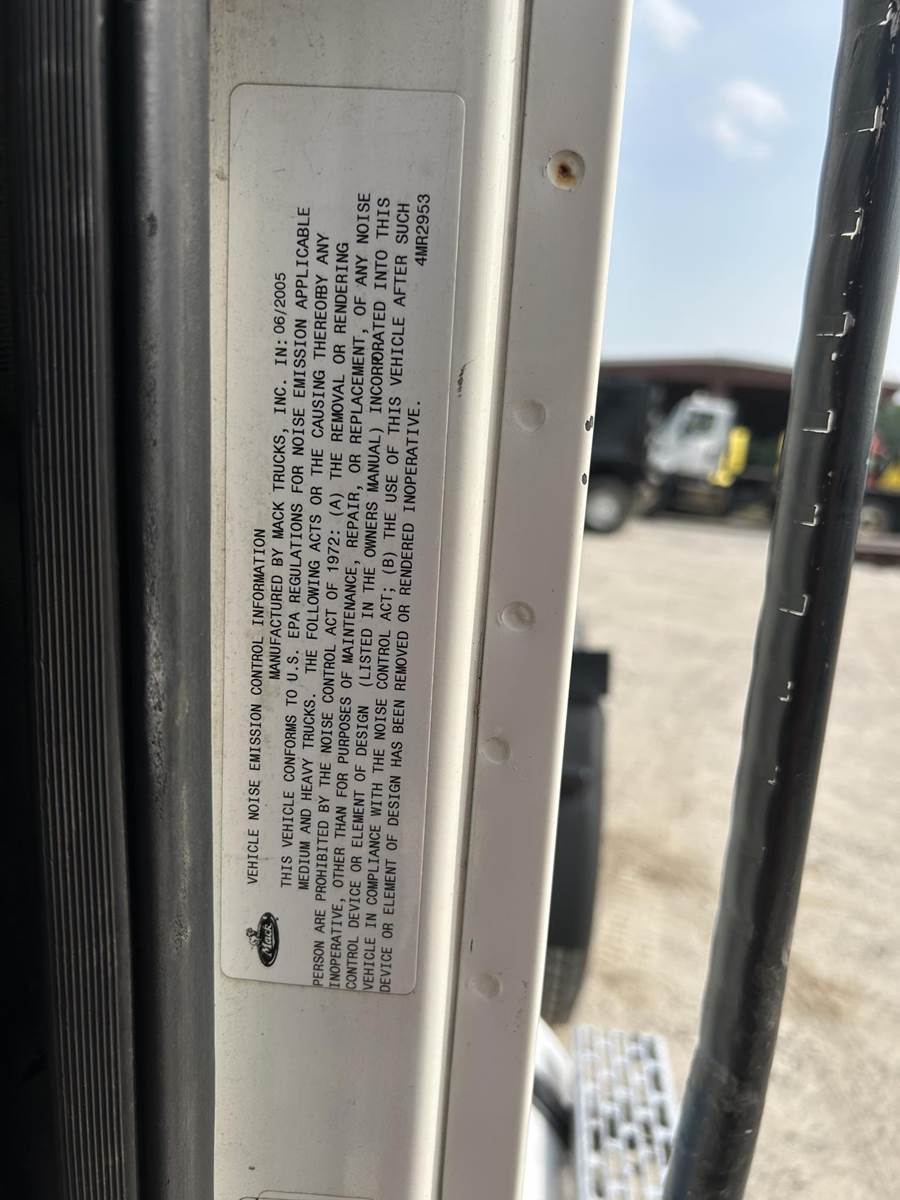 VEHICLE NOISE EMISSION CONTROL INFORMATION
MANUFACTURED BY MACK TRUCKS, INC. IN: 06/2005
THIS VEHICLE CONFORMS TO U.S. EPA REGULATIONS FOR NOISE EMISSION APPLICABLE
MEDIUM AND HEAVY TRUCKS. THE FOLLOWING ACTS OR THE CAUSING THEREOFBY ANY
PERSON ARE PROHIBITED BY THE NOISE CONTROL ACT OF 1972: (A) THE REMOVAL OR RENDERING
INOPERATIVE, OTHER THAN FOR PURPOSES OF MAINTENANCE, REPAIR, OR REPLACEMENT, OF ANY NOISE
CONTROL DEVICE OR ELEMENT OF DESIGN (LISTED IN THE OWNERS MANUAL) INCORPORATED INTO THIS
VEHICLE IN COMPLIANCE WITH THE NOISE CONTROL ACT; (B) THE USE OF THIS VEHICLE AFTER SUCH
DEVICE OR ELEMENT OF DESIGN HAS BEEN REMOVED OR RENDERED INOPERATIVE.
4MR2953
Mack